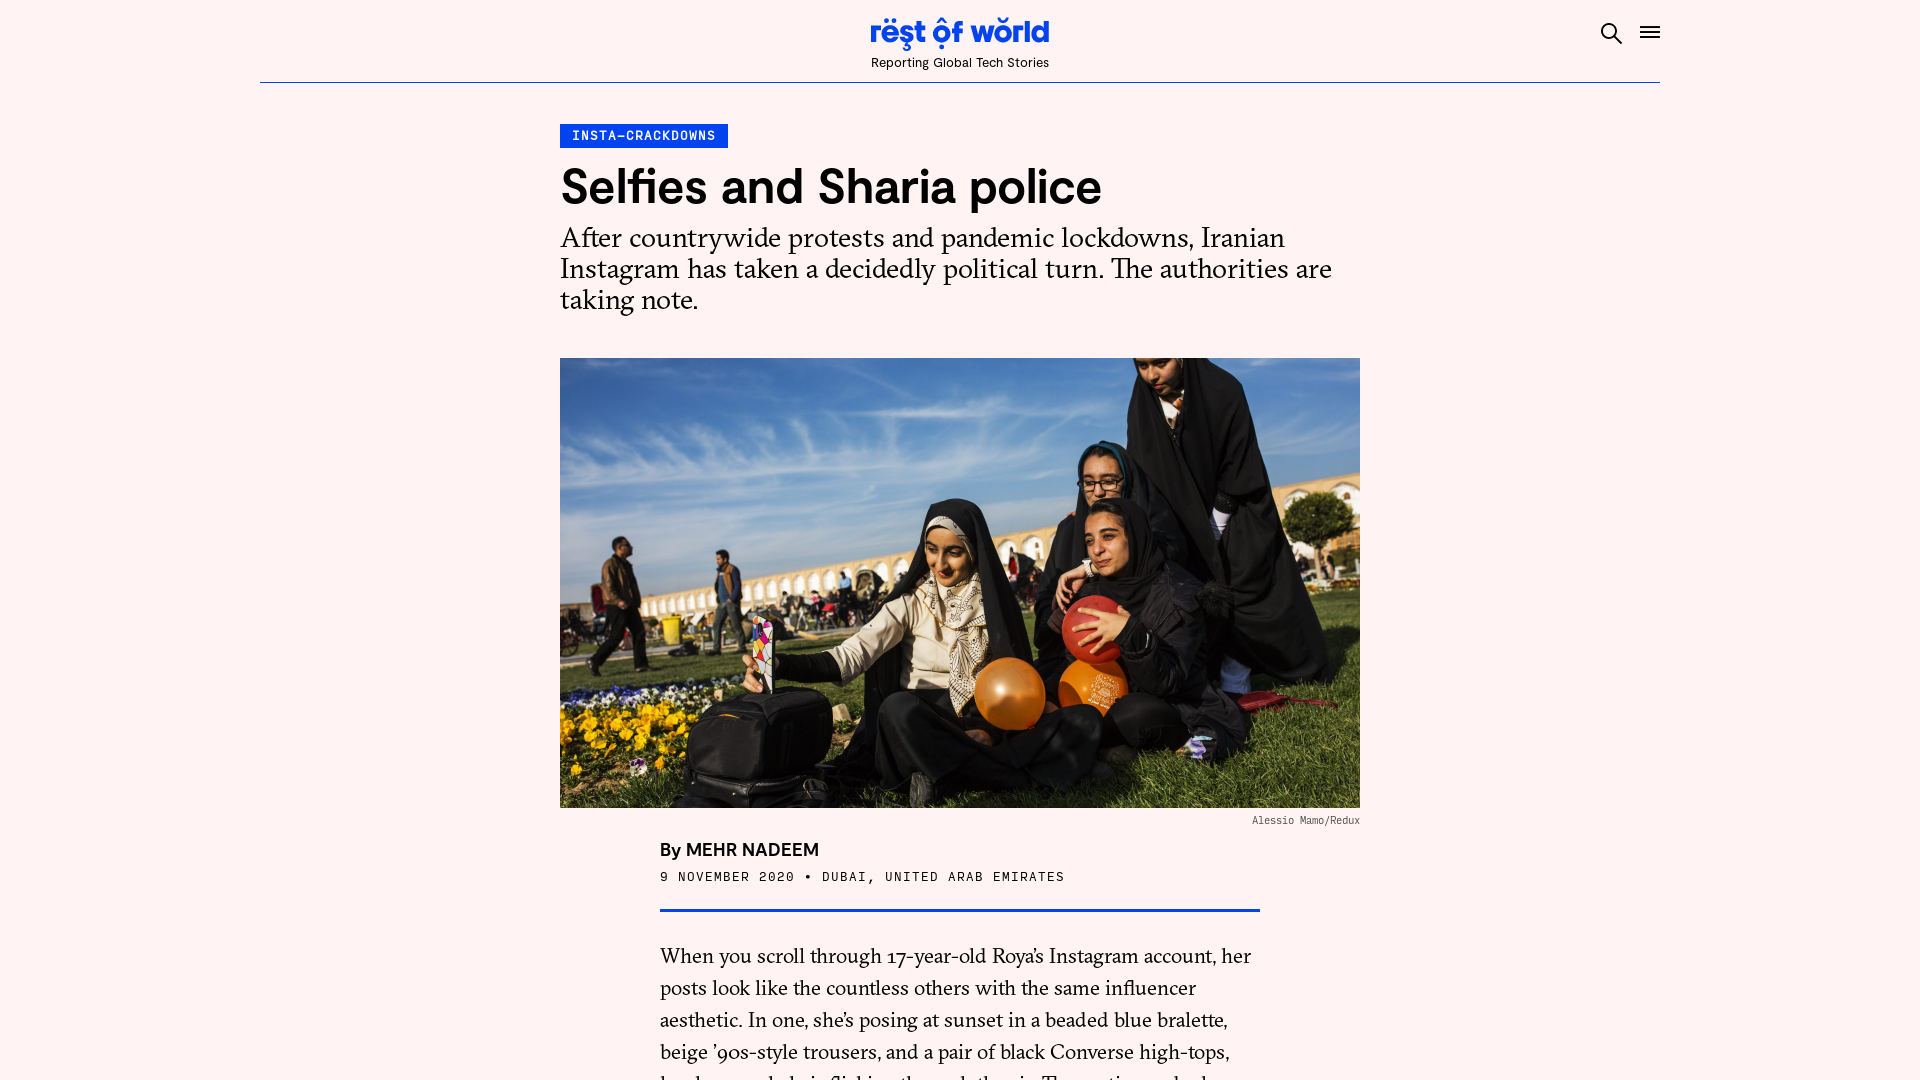 rëşt ộf wŏrld
Reporting Global Tech Stories
INSTA-CRACKDOWNS
Selfies and Sharia police
After countrywide protests and pandemic lockdowns, Iranian
Instagram has taken a decidedly political turn. The authorities are
taking note.
Alessio Mamo/Redux
By MEHR NADEEM
9 NOVEMBER 2020 • DUBAI, UNITED ARAB EMIRATES
When you scroll through 17-year-old Roya’s Instagram account, her
posts look like the countless others with the same influencer
aesthetic. In one, she’s posing at sunset in a beaded blue bralette,
beige ’90s-style trousers, and a pair of black Converse high-tops,